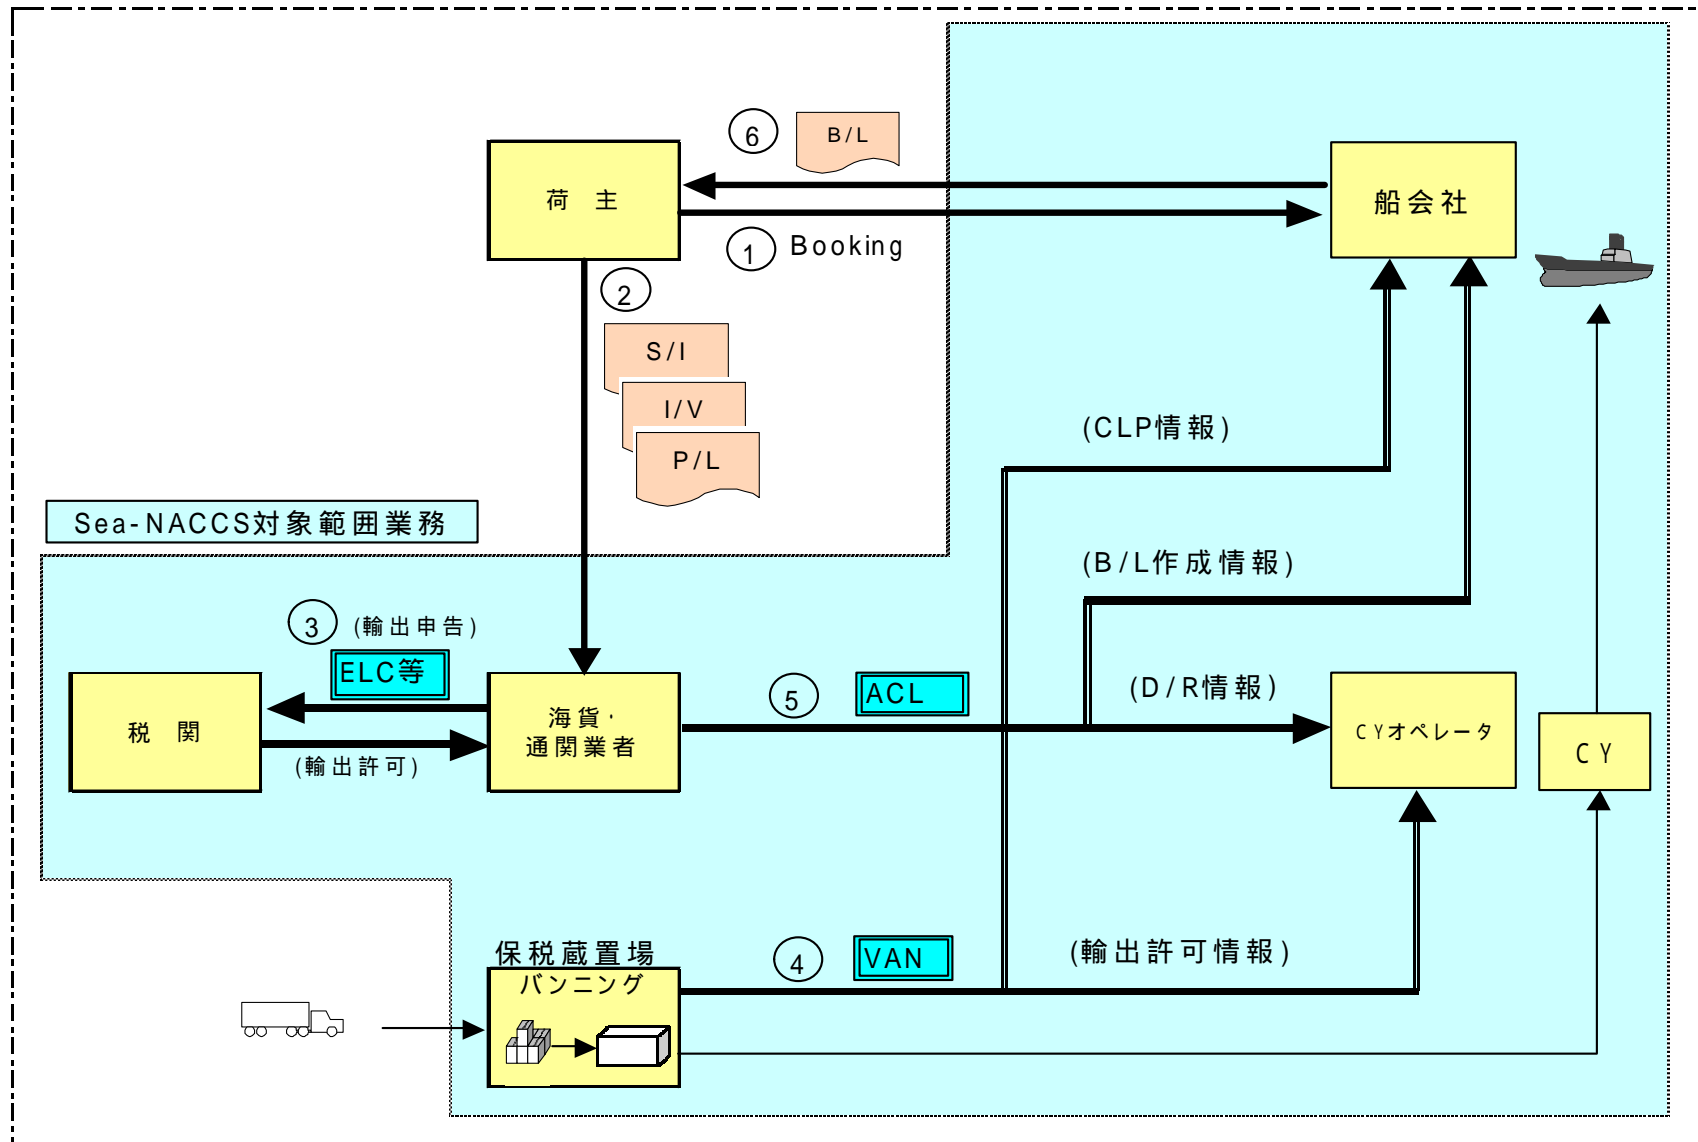 ⑥
B/L
荷 主
船会社
① Booking
②
S/I
I/V
P/L
(CLP情報)
Sea-NACCS対象範囲業務
(B/L作成情報)
③ (輸出申告)
ELC等
税 関
(輸出許可)
海貨・
通関業者
⑤
ACL
(D/R情報)
CYオペレータ
CY
保税蔵置場
バンニング
④
VAN
(輸出許可情報)